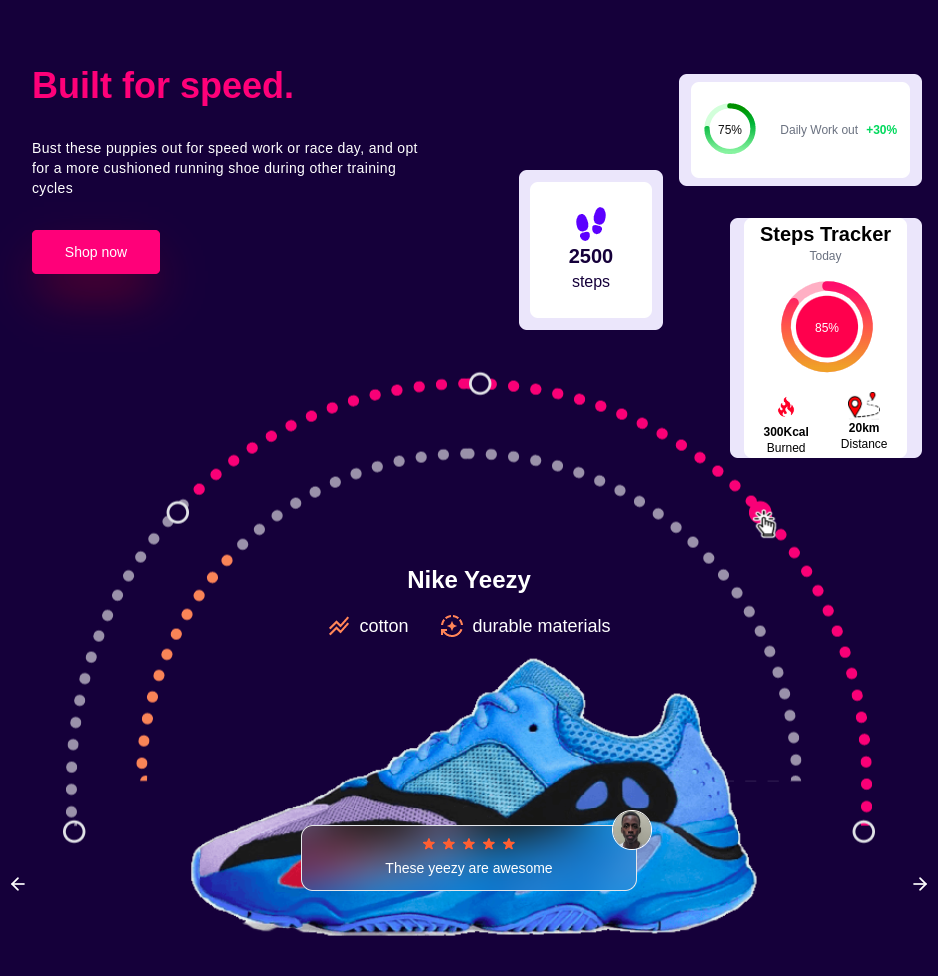 Built for speed.
Bust these puppies out for speed work or race day, and opt
for a more cushioned running shoe during other training
cycles
Shop now
75%
Daily Work out +30%
2500
steps
Steps Tracker
Today
85%
300Kcal
Burned
20km
Distance
Nike Yeezy
cotton
durable materials
These yeezy are awesome